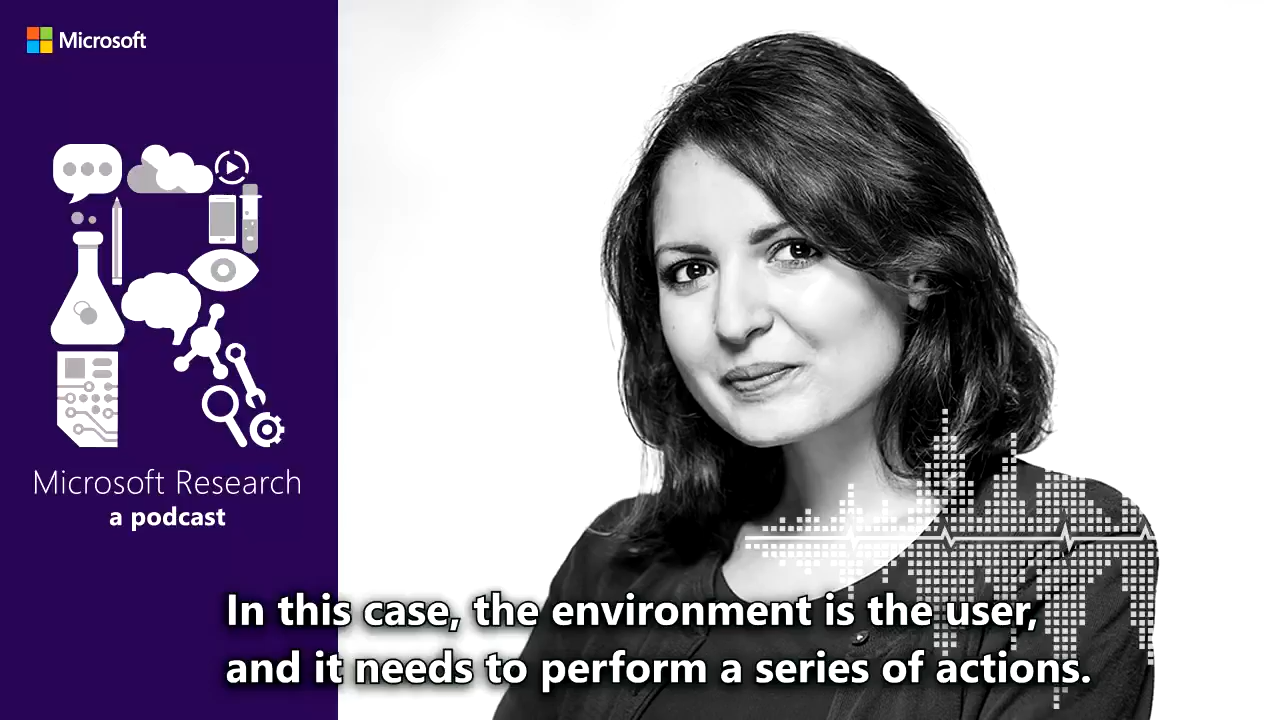 Microsoft
Microsoft Research
a podcast
In this case, the environment is the user,
and it needs to perform a series of actions.